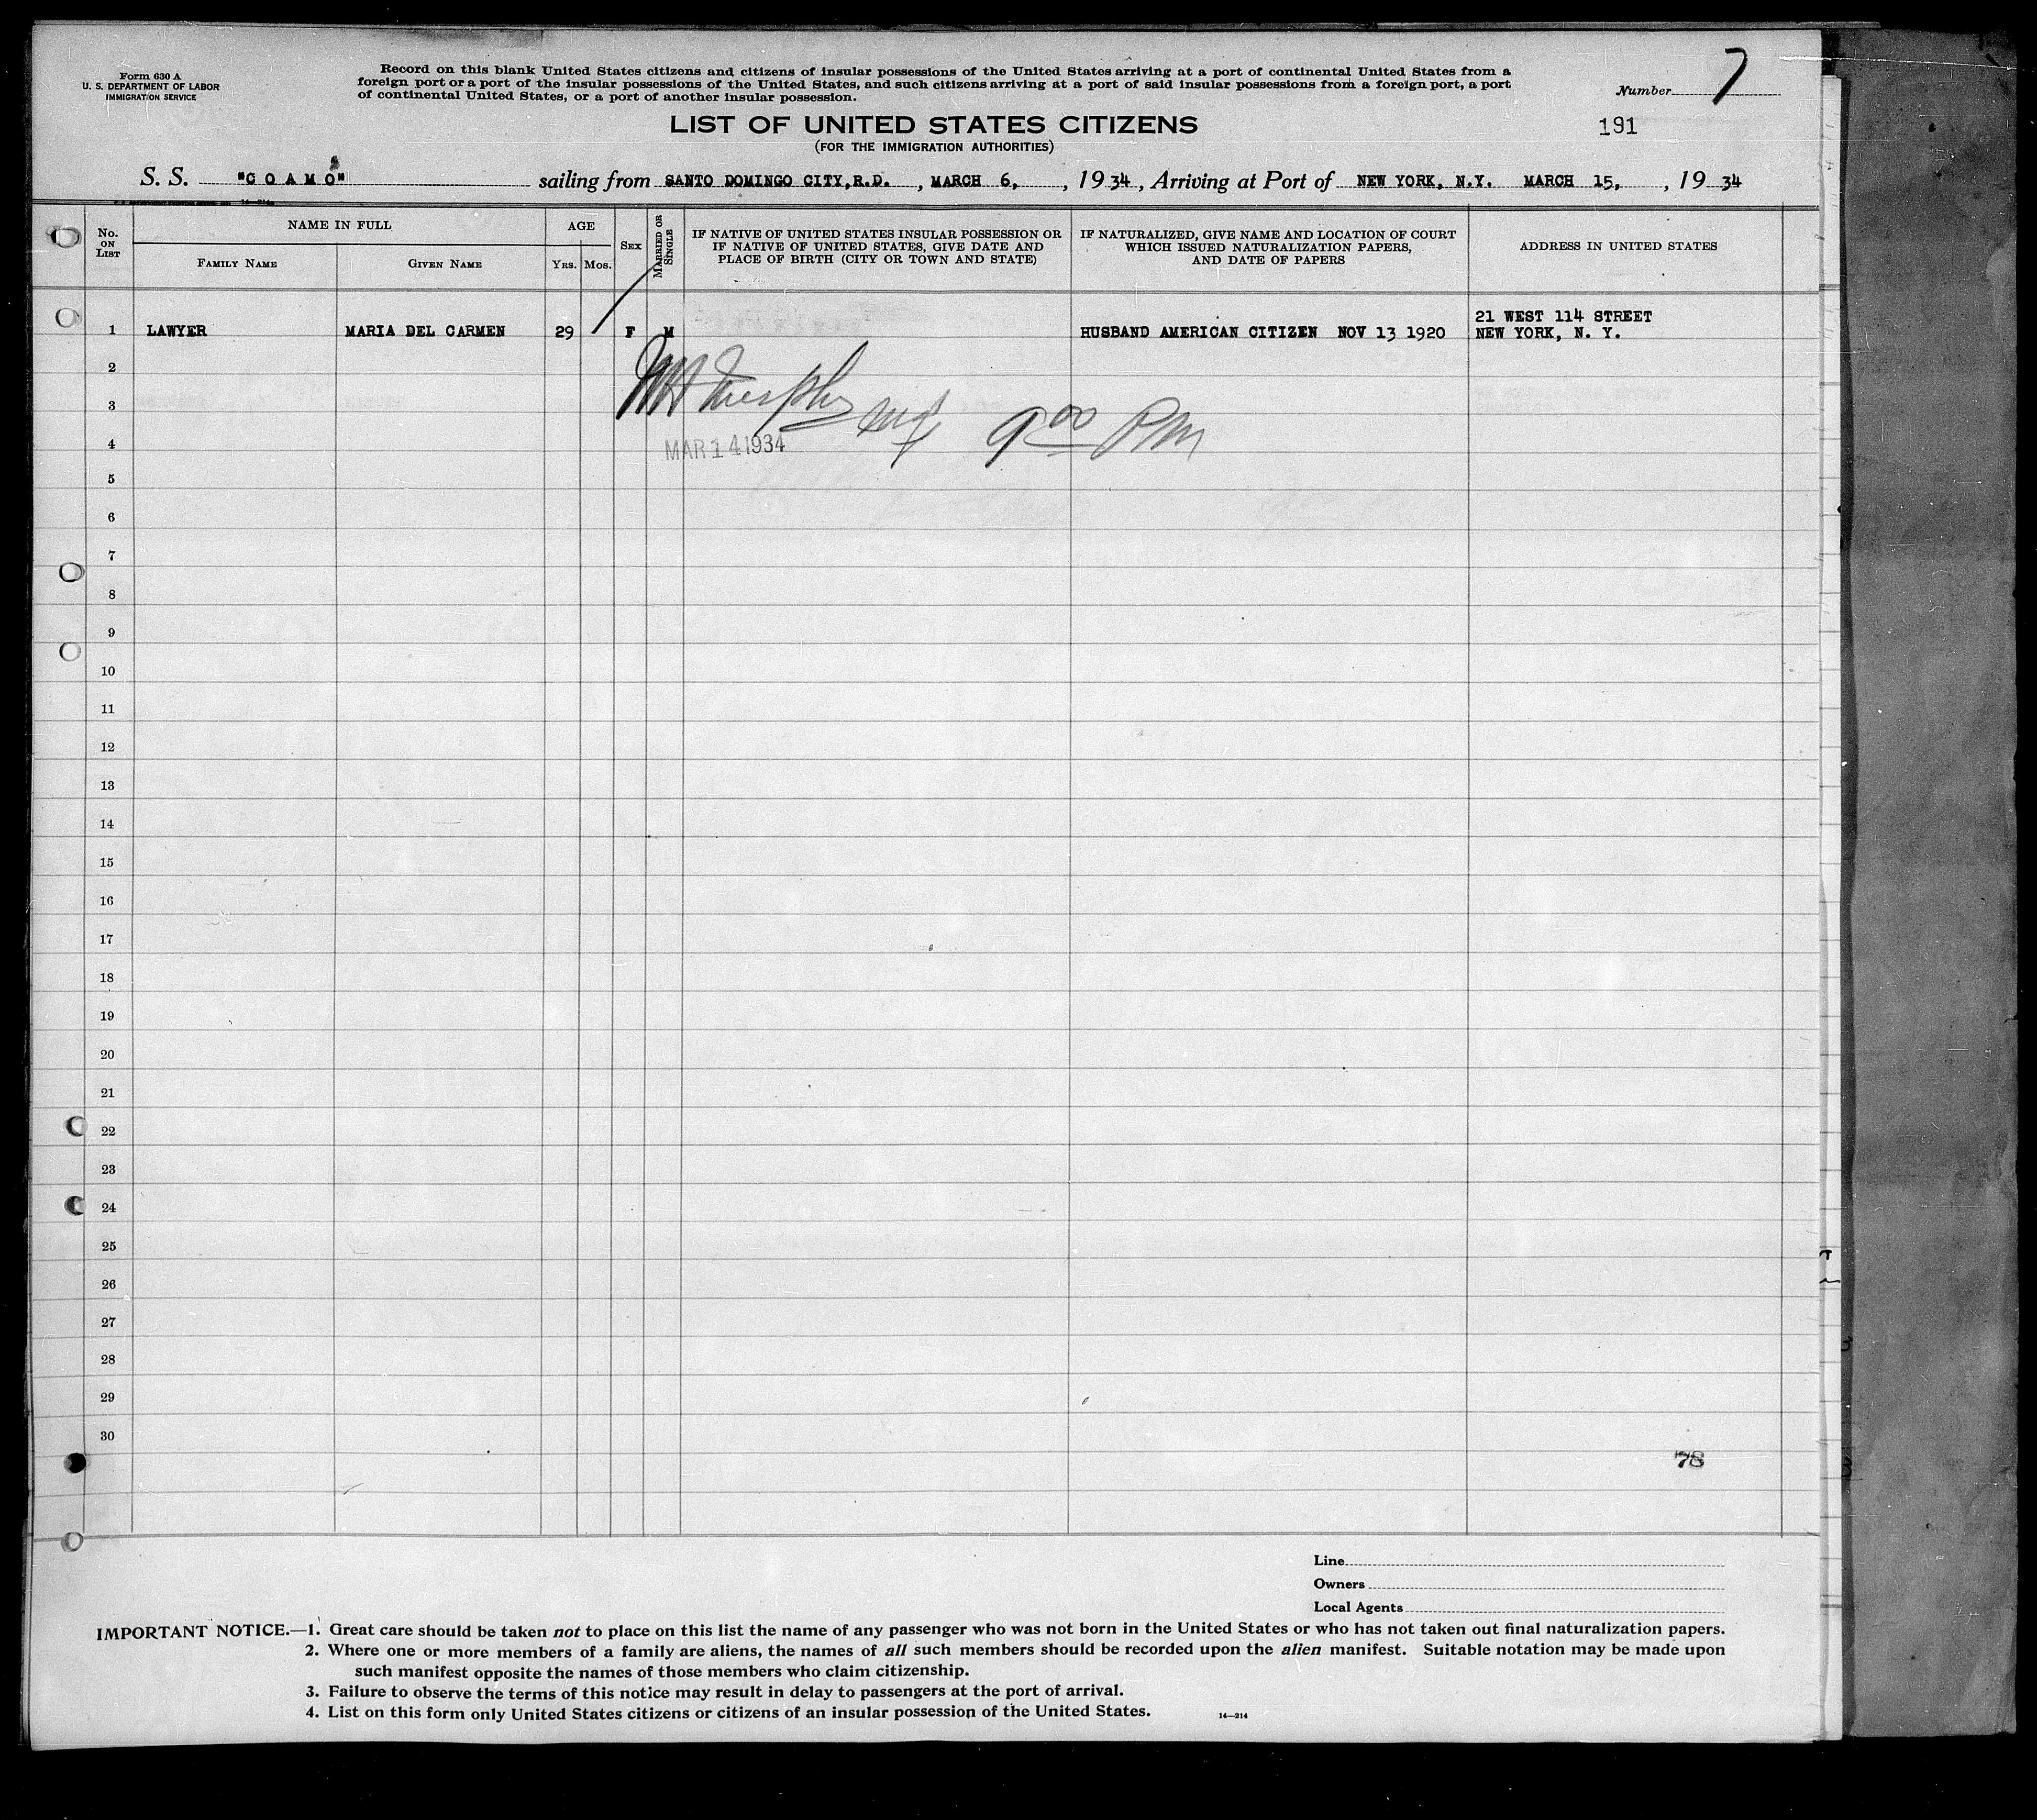 Form 630 A
U. S. DEPARTMENT OF LABOR
IMMIGRATION SERVICE
Record on this blank United States citizens and citizens of insular possessions of the United States arriving at a port of continental United States from a
foreign port or a port of the insular possessions of the United States, and such citizens arriving at a port of said insular possessions from a foreign port, a port
of continental United States, or a port of another insular possession.
Number 7
LIST OF UNITED STATES CITIZENS
191
(FOR THE IMMIGRATION AUTHORITIES)
S. S. "COAMO" sailing from SANTO DOMINGO CITY, R.D. , MARCH 6, , 1934 , Arriving at Port of NEW YORK, N.Y. MARCH 15, , 1934
No. ON LIST
NAME IN FULL
FAMILY NAME
GIVEN NAME
AGE
YRS. MOS.
SEX
MARRIED OR SINGLE
IF NATIVE OF UNITED STATES INSULAR POSSESSION OR
IF NATIVE OF UNITED STATES, GIVE DATE AND
PLACE OF BIRTH (CITY OR TOWN AND STATE)
IF NATURALIZED, GIVE NAME AND LOCATION OF COURT
WHICH ISSUED NATURALIZATION PAPERS,
AND DATE OF PAPERS
ADDRESS IN UNITED STATES
21 WEST 114 STREET
1 LAWYER MARIA DEL CARMEN 29 F M HUSBAND AMERICAN CITIZEN NOV 13 1920 NEW YORK, N. Y.
2
3
Murphy 9 00 PM
4
MAR 14 1934
5
6
7
8
9
10
11
12
13
14
15
16
17
18
19
20
21
22
23
24
25
26
27
28
29
30
78
Line
Owners
Local Agents
IMPORTANT NOTICE.—1. Great care should be taken not to place on this list the name of any passenger who was not born in the United States or who has not taken out final naturalization papers.
2. Where one or more members of a family are aliens, the names of all such members should be recorded upon the alien manifest. Suitable notation may be made upon
such manifest opposite the names of those members who claim citizenship.
3. Failure to observe the terms of this notice may result in delay to passengers at the port of arrival.
4. List on this form only United States citizens or citizens of an insular possession of the United States.
14—214